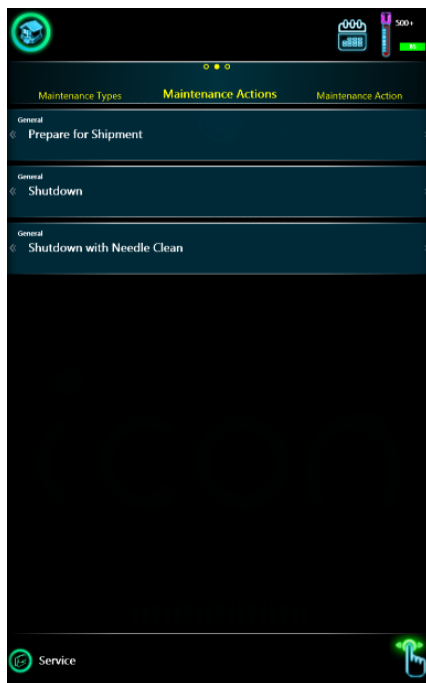 500+
Maintenance Types
Maintenance Actions
Maintenance Action
General
Prepare for Shipment
General
Shutdown
General
Shutdown with Needle Clean
Service